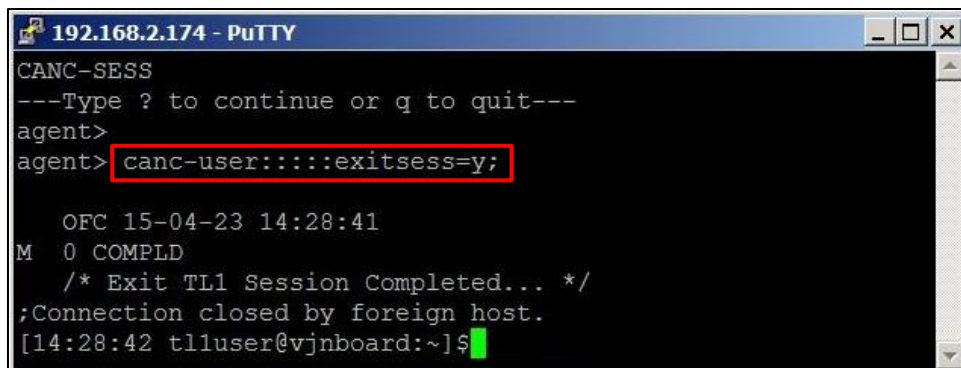 192.168.2.174 - PuTTY
CANC-SESS
---Type ? to continue or q to quit---
agent>
agent> canc-user:::::exitsess=y;
OFC 15-04-23 14:28:41
M  0 COMPLD
/* Exit TL1 Session Completed... */
;Connection closed by foreign host.
[14:28:42 tl1user@vjnboard:~]$